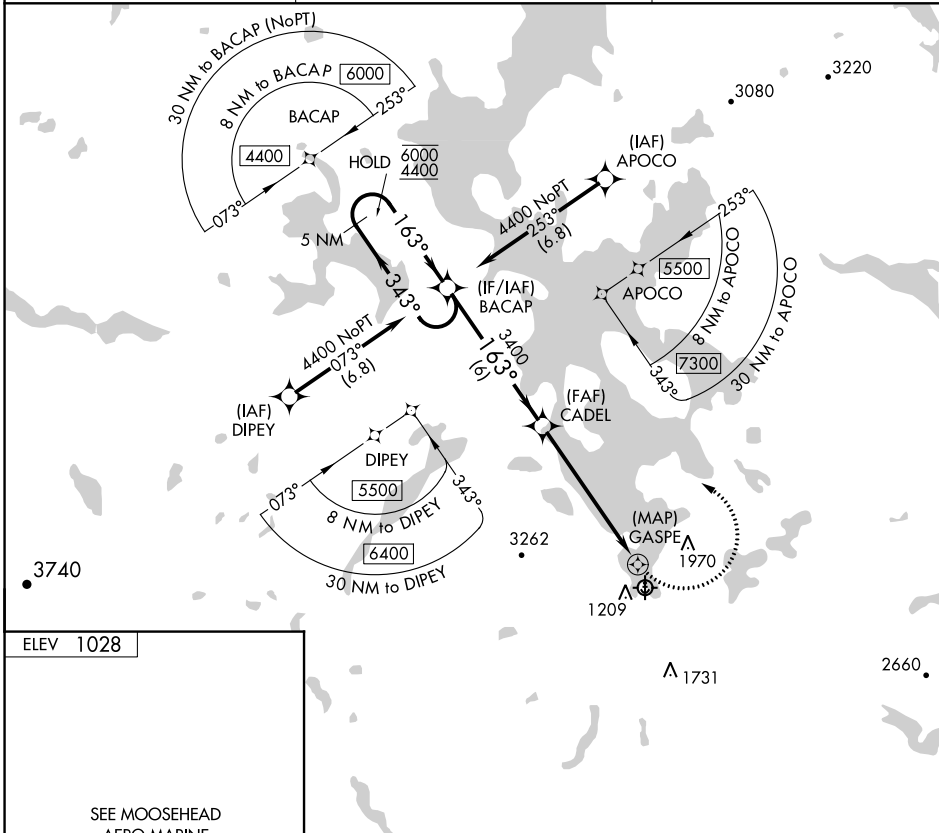 30 NM to BACAP (NoPT)
8 NM to BACAP
6000
BACAP
253°
4400
073°
HOLD
6000
4400
5 NM
163°
343°
(IF/IAF)
BACAP
(IAF)
APOCO
4400 NoPT
253°
(6.8)
3080
3220
253°
5500
APOCO
8 NM to APOCO
30 NM to APOCO
7300
343°
4400 NoPT
073°
(6.8)
(IAF)
DIPEY
3400
163°
(6)
(FAF)
CADEL
DIPEY
073°
5500
343°
8 NM to DIPEY
6400
30 NM to DIPEY
3262
(MAP)
GASPE
1970
1209
3740
1731
2660
ELEV 1028
SEE MOOSEHEAD
AERO MARINE